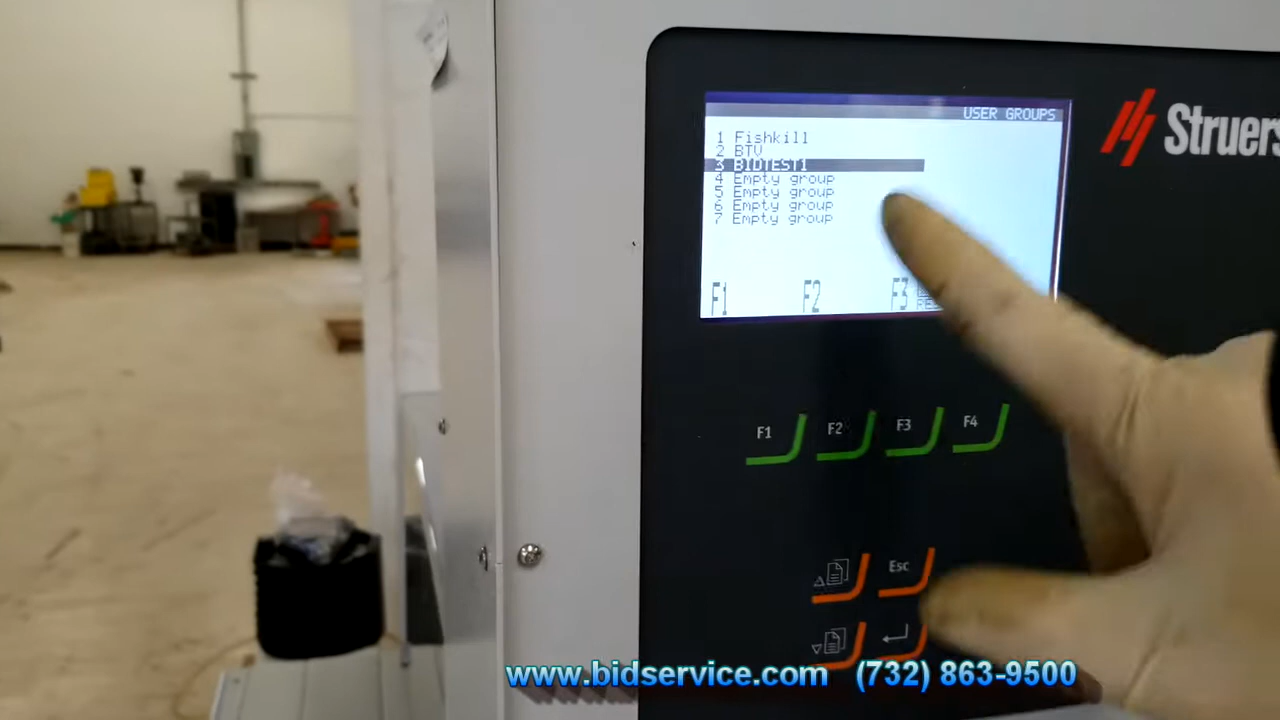 USER GROUPS
1 Fishkill
2 BTV
3 BIDTEST1
4 Empty group
5 Empty group
6 Empty group
7 Empty group
F1 F2 F3
Struers
F1 F2 F3 F4
Esc
www.bidservice.com (732) 863-9500